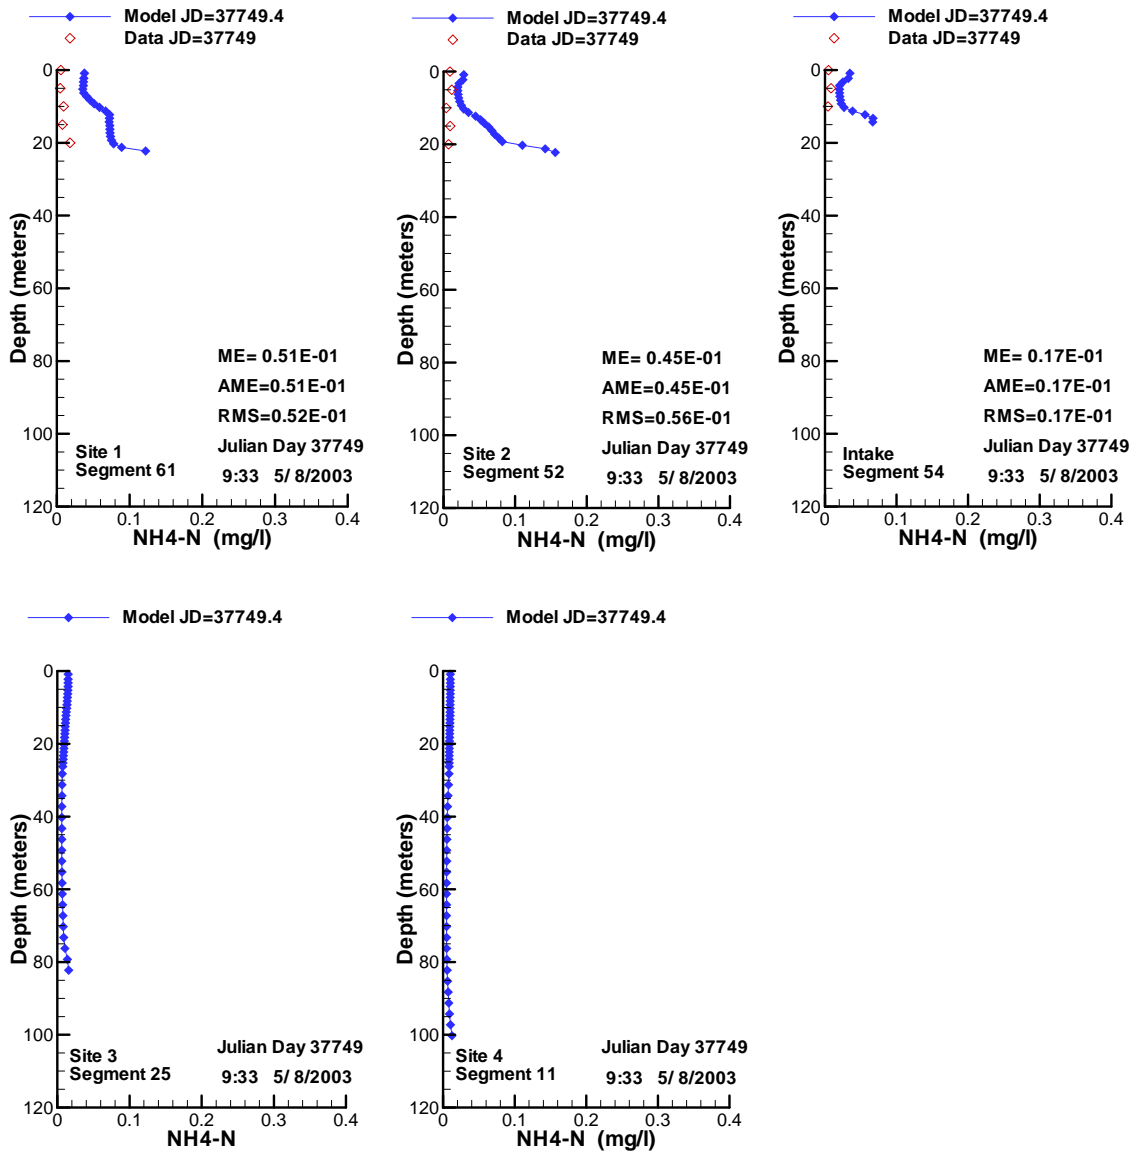 Model JD=37749.4
Data JD=37749
0
20
40
60
80
100
120
Depth (meters)
ME= 0.51E-01
AME=0.51E-01
RMS=0.52E-01
Site 1
Segment 61
Julian Day 37749
9:33 5/ 8/2003
0 0.1 0.2 0.3 0.4
NH4-N (mg/l)
Model JD=37749.4
Data JD=37749
0
20
40
60
80
100
120
Depth (meters)
ME= 0.45E-01
AME=0.45E-01
RMS=0.56E-01
Site 2
Segment 52
Julian Day 37749
9:33 5/ 8/2003
0 0.1 0.2 0.3 0.4
NH4-N (mg/l)
Model JD=37749.4
Data JD=37749
0
20
40
60
80
100
120
Depth (meters)
ME= 0.17E-01
AME=0.17E-01
RMS=0.17E-01
Intake
Segment 54
Julian Day 37749
9:33 5/ 8/2003
0 0.1 0.2 0.3 0.4
NH4-N (mg/l)
Model JD=37749.4
0
20
40
60
80
100
120
Depth (meters)
Site 3
Segment 25
Julian Day 37749
9:33 5/ 8/2003
0 0.1 0.2 0.3 0.4
NH4-N
Model JD=37749.4
0
20
40
60
80
100
120
Depth (meters)
Site 4
Segment 11
Julian Day 37749
9:33 5/ 8/2003
0 0.1 0.2 0.3 0.4
NH4-N (mg/l)